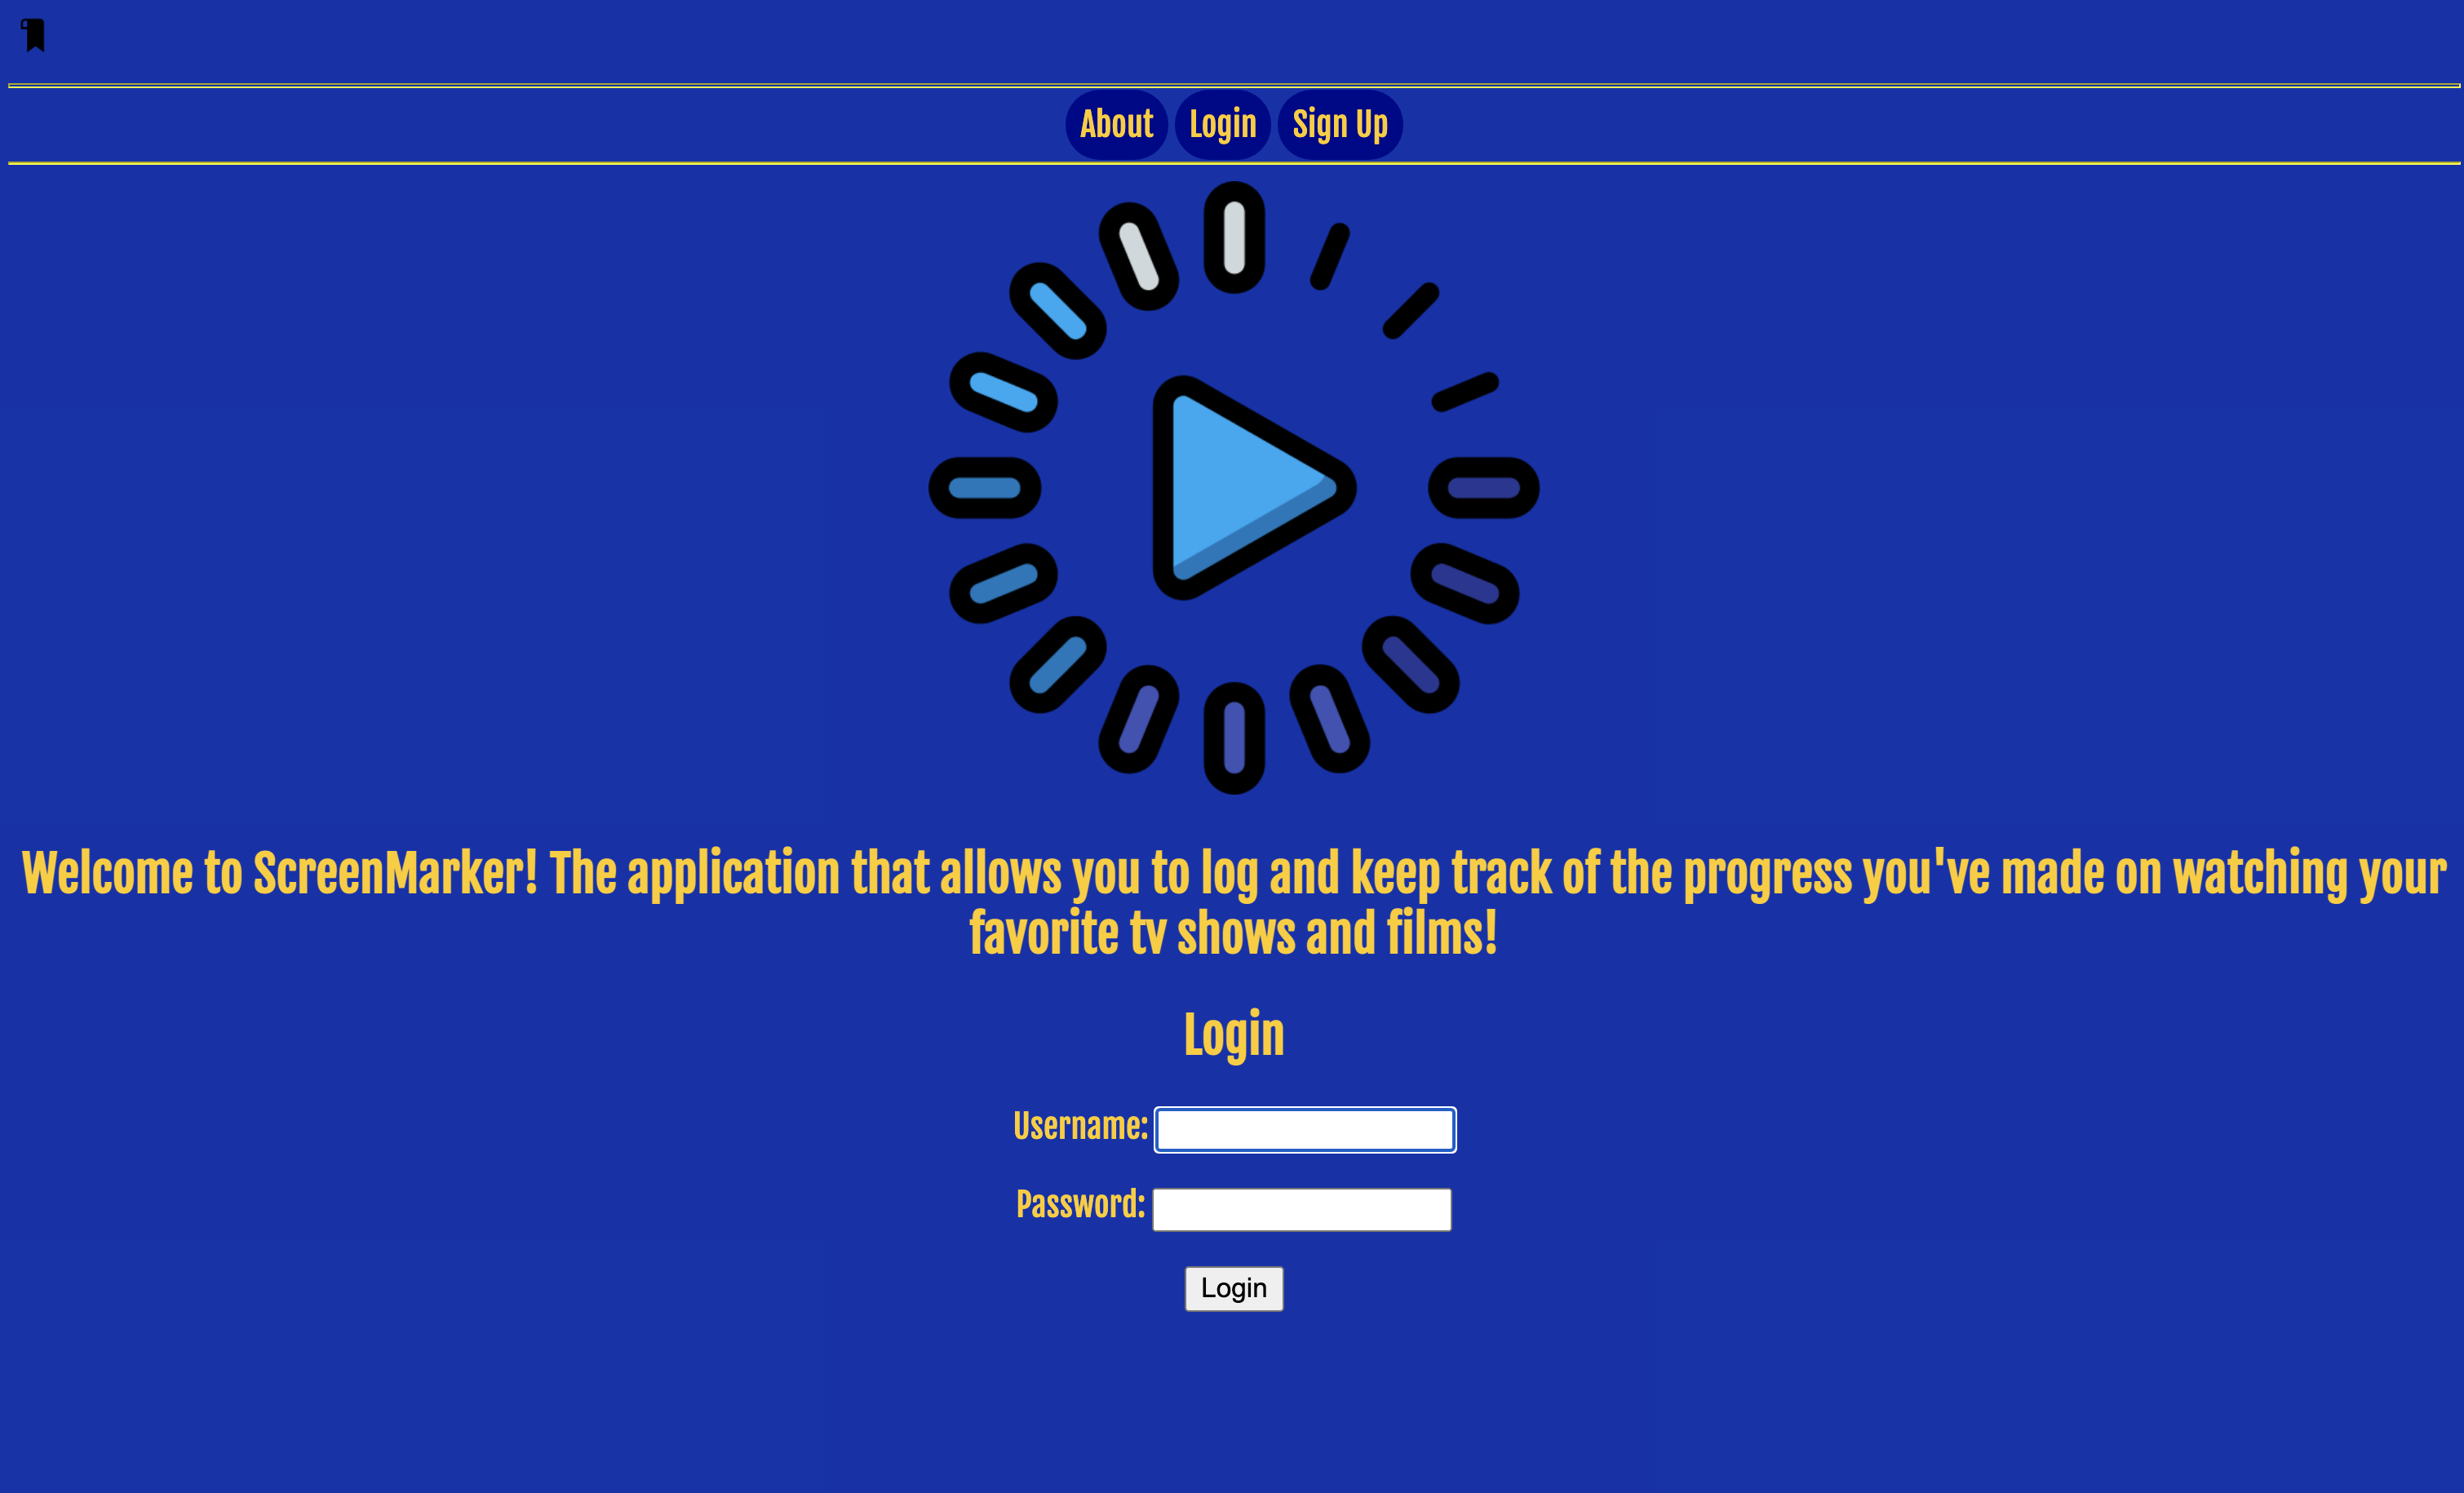 About Login Sign Up
Welcome to ScreenMarker! The application that allows you to log and keep track of the progress you've made on watching your
favorite tv shows and films!
Login
Username:
Password:
Login